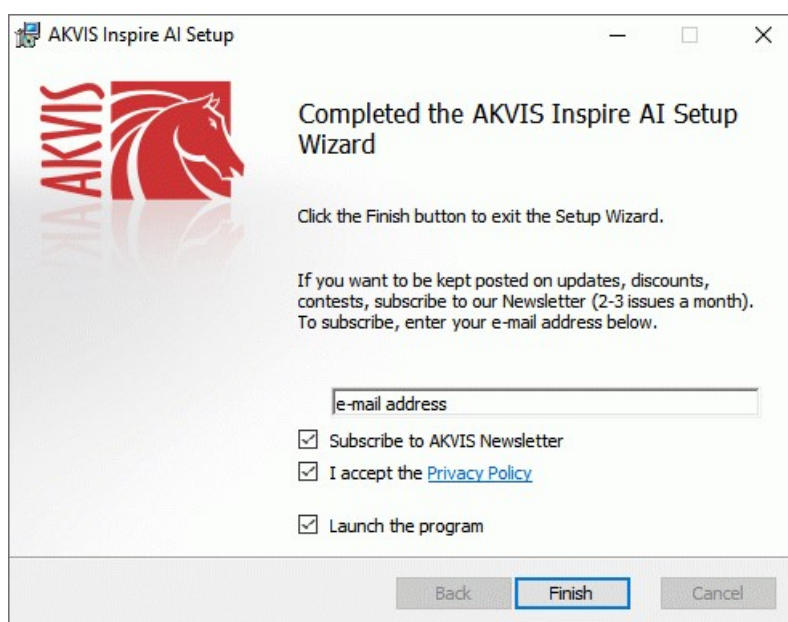 AKVIS Inspire AI Setup
AKVIS
Completed the AKVIS Inspire AI Setup
Wizard
Click the Finish button to exit the Setup Wizard.
If you want to be kept posted on updates, discounts,
contests, subscribe to our Newsletter (2-3 issues a month).
To subscribe, enter your e-mail address below.
e-mail address
Subscribe to AKVIS Newsletter
I accept the Privacy Policy
Launch the program
Back Finish Cancel